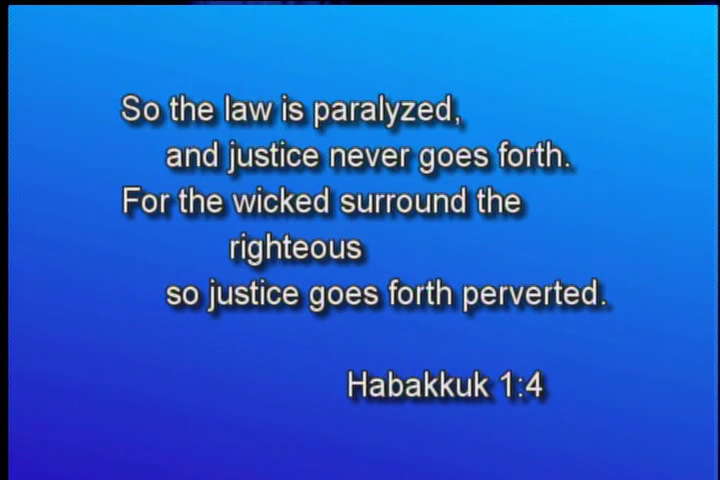 So the law is paralyzed,
and justice never goes forth.
For the wicked surround the
righteous
so justice goes forth perverted.
Habakkuk 1:4